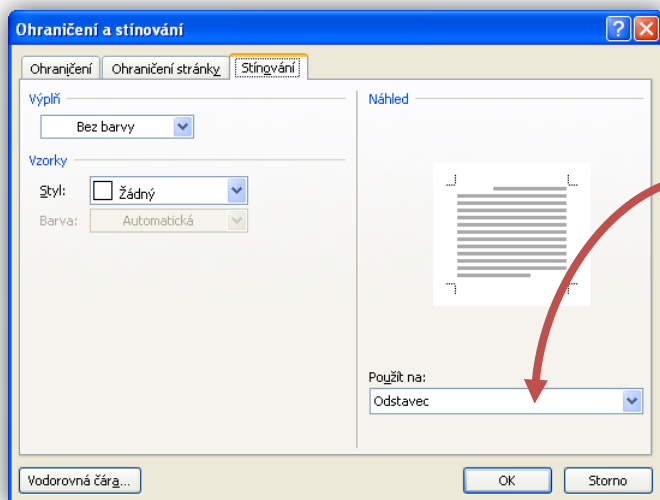 Ohraničení a stínování
Ohraničení Ohraničení stránky Stínování
Výplň
Bez barvy
Vzorky
Styl: Žádný
Barva: Automatická
Náhled
Použít na:
Odstavec
Vodorovná čára... OK Storno